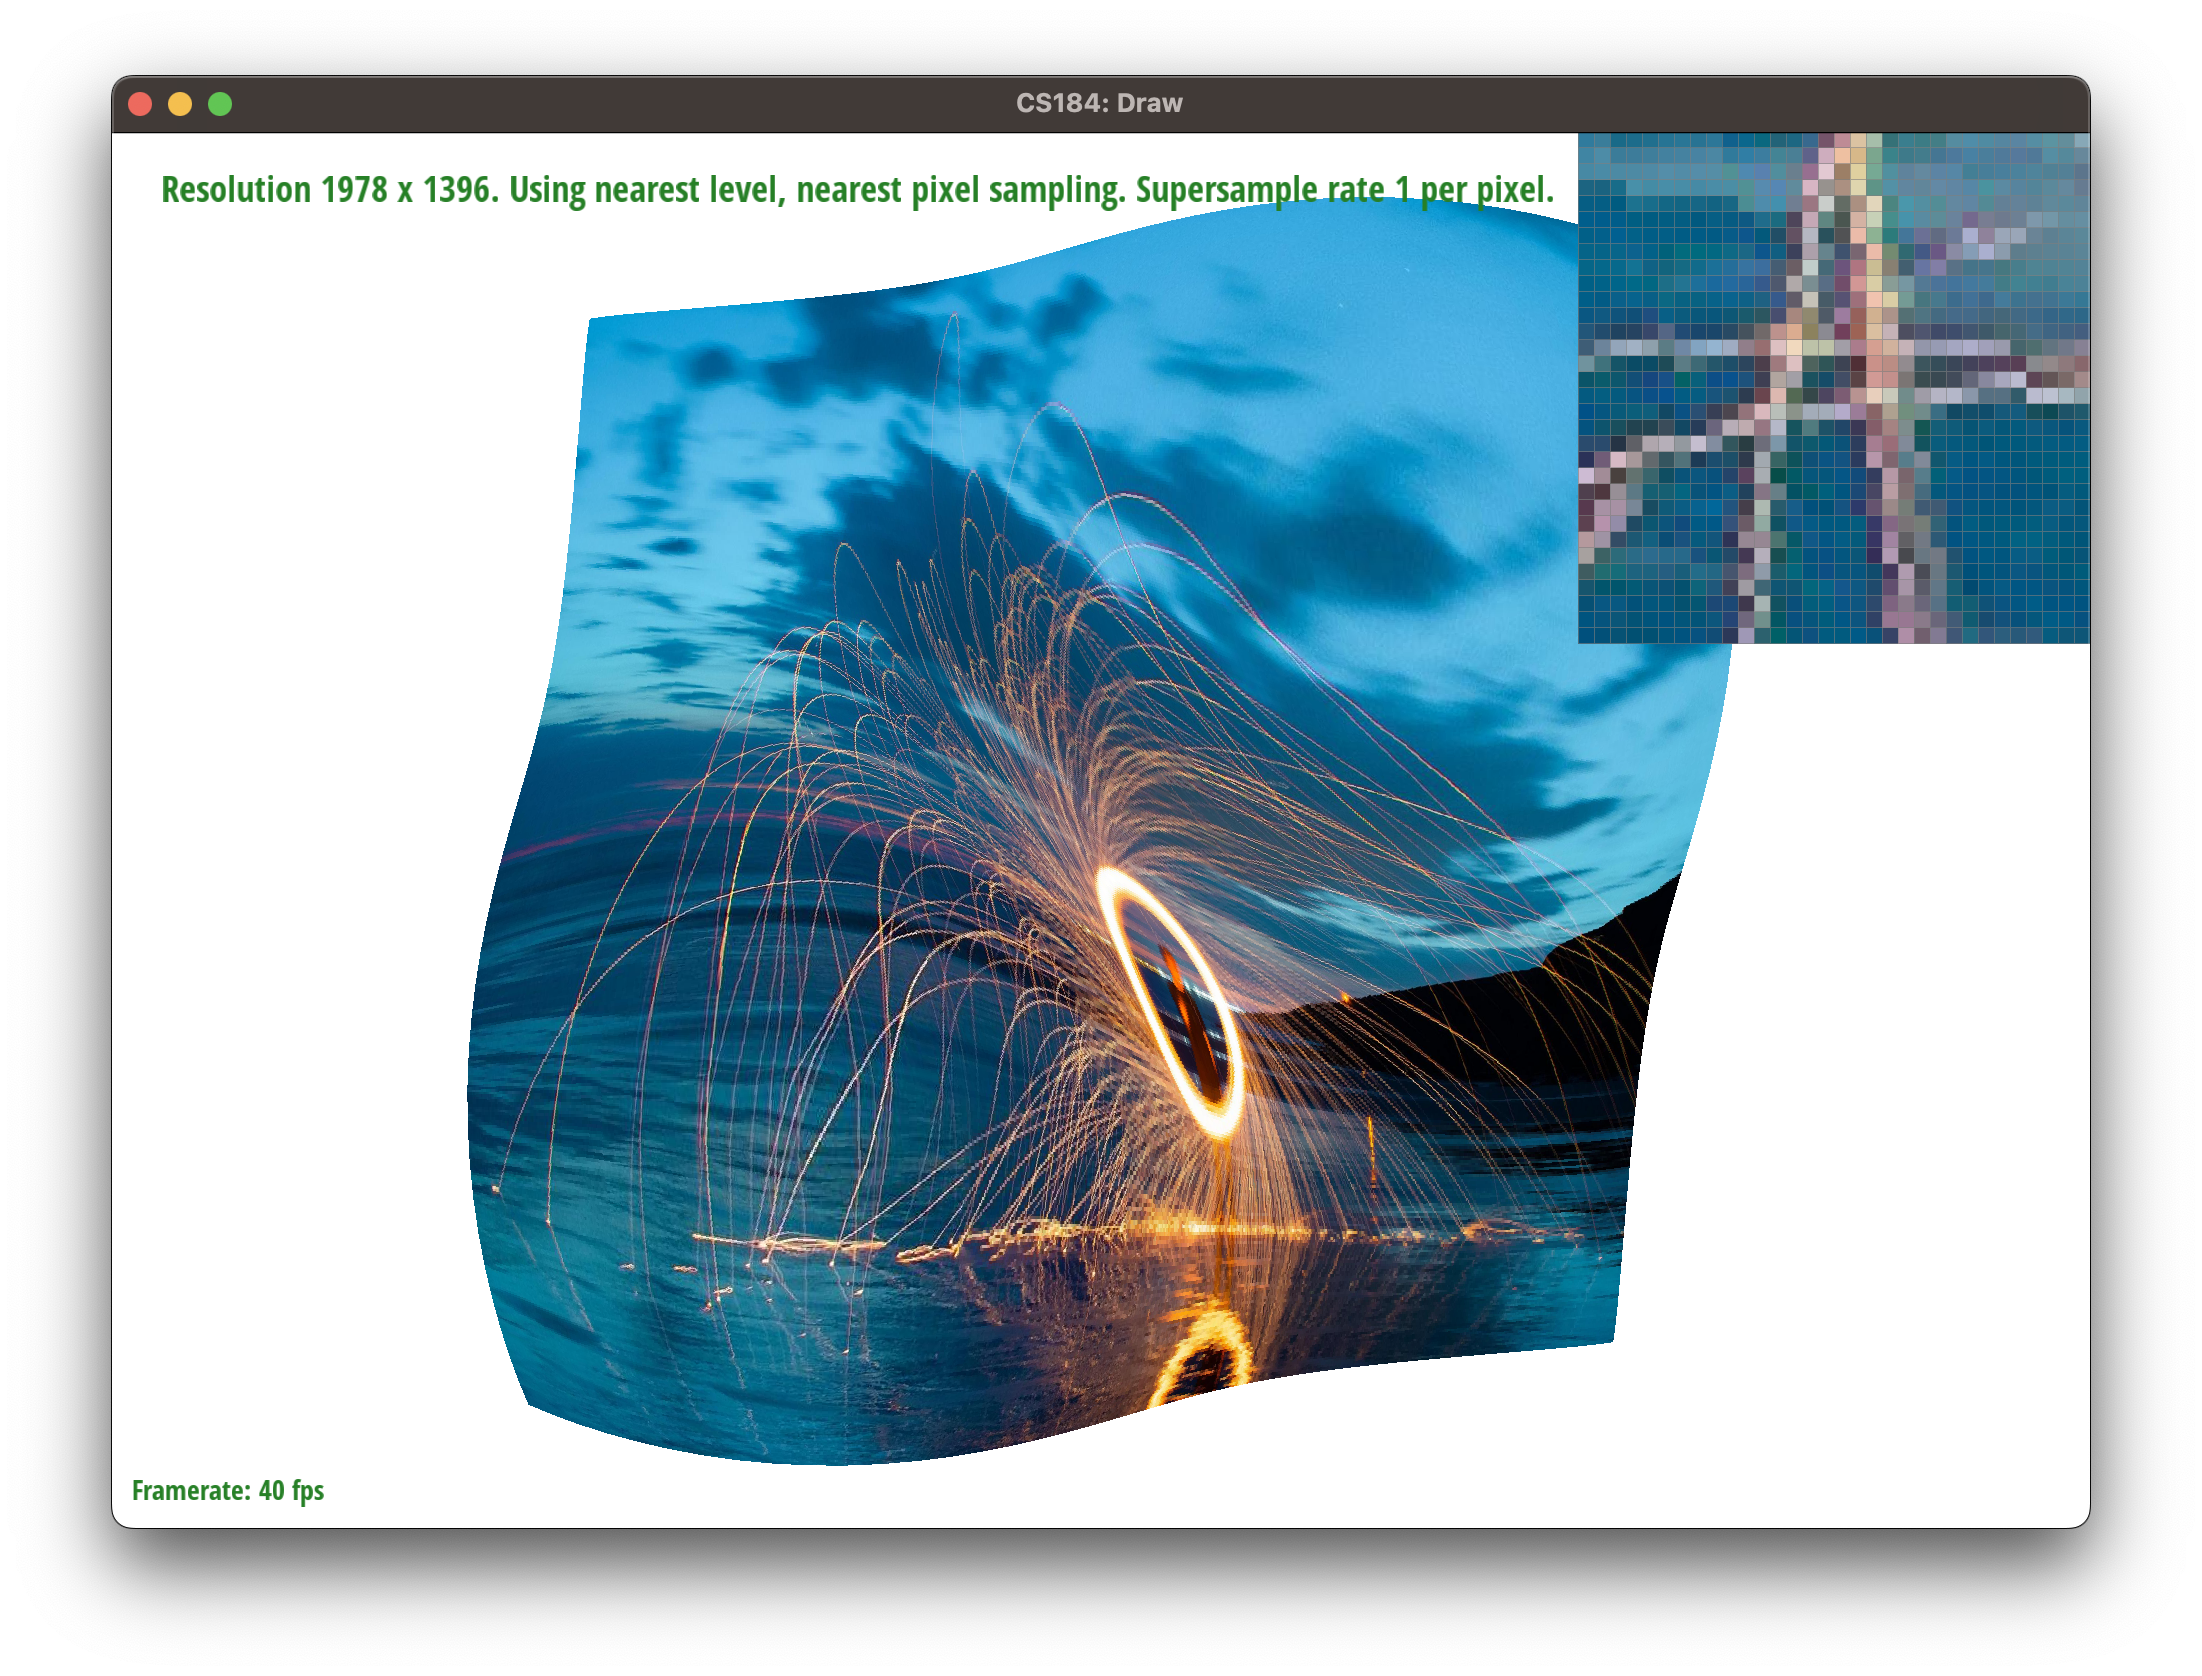 CS184: Draw
Resolution 1978 x 1396. Using nearest level, nearest pixel sampling. Supersample rate 1 per pixel.
Framerate: 40 fps